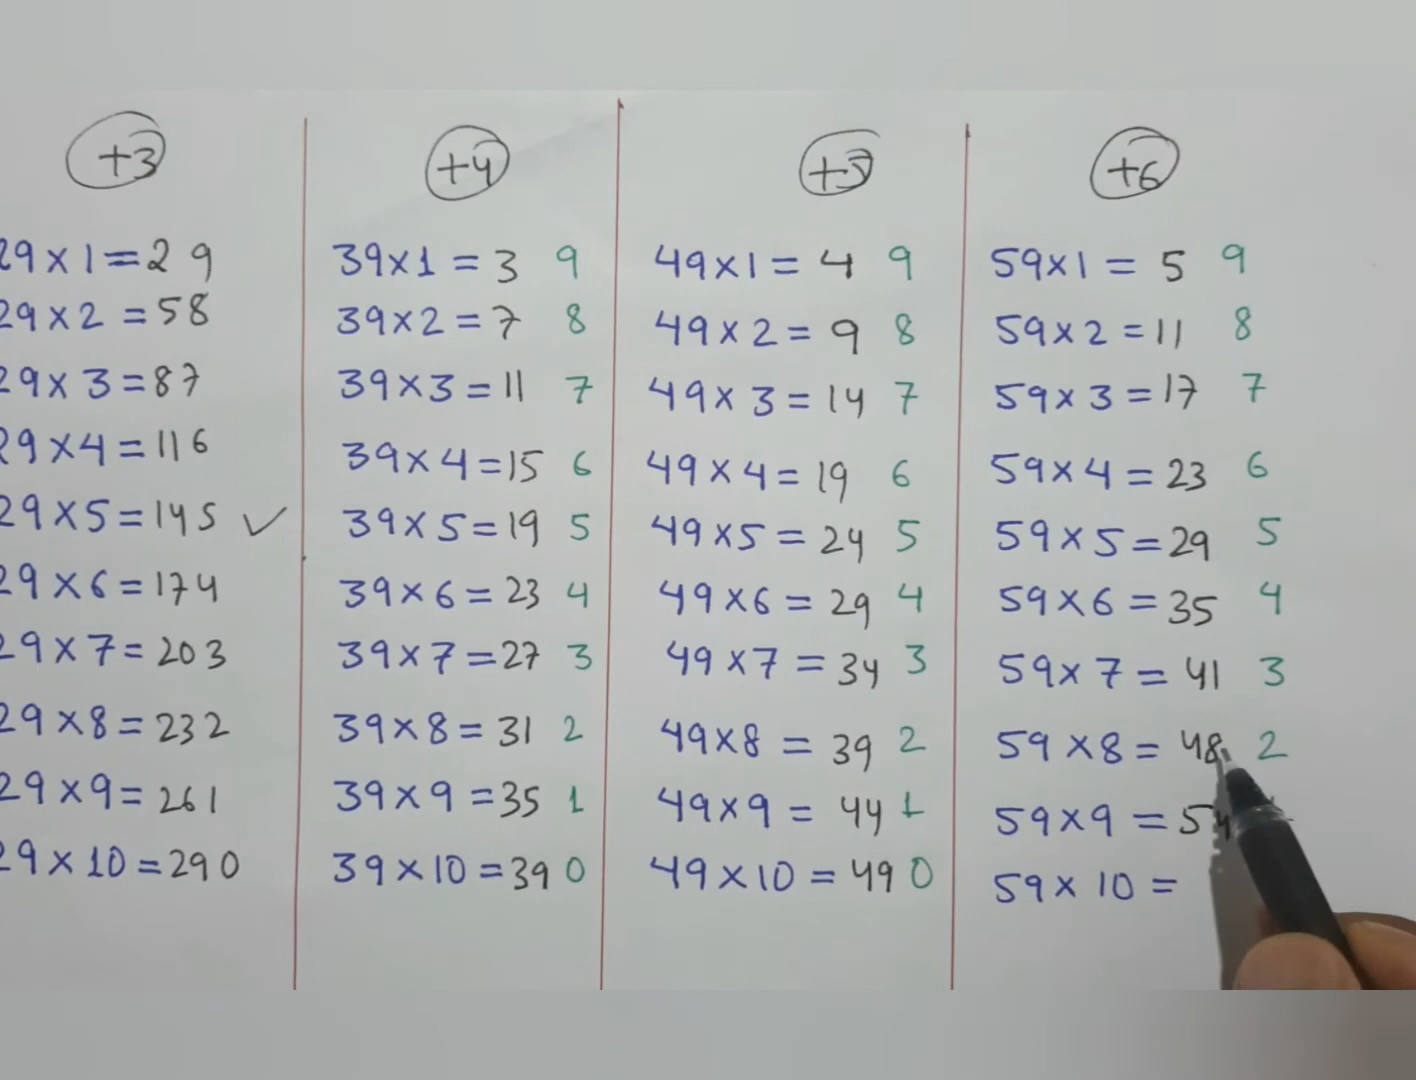 +3 +4 +5 +6
29×1=29 39×1=3 9 49×1=4 9 59×1=5 9
29×2=58 39×2=7 8 49×2=9 8 59×2=11 8
29×3=87 39×3=11 7 49×3=14 7 59×3=17 7
29×4=116 39×4=15 6 49×4=19 6 59×4=23 6
29×5=145 39×5=19 5 49×5=24 5 59×5=29 5
29×6=174 39×6=23 4 49×6=29 4 59×6=35 4
29×7=203 39×7=27 3 49×7=34 3 59×7=41 3
29×8=232 39×8=31 2 49×8=39 2 59×8=48 2
29×9=261 39×9=35 1 49×9=44 1 59×9=54
29×10=290 39×10=39 0 49×10=49 0 59×10=